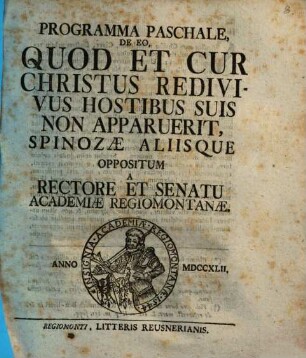 PROGRAMMA PASCHALE,
DE EO,
QUOD ET CUR
CHRISTUS REDIVI-
VUS HOSTIBUS SUIS
NON APPARUERIT,
SPINOZÆ ALIISQUE
OPPOSITUM
A
RECTORE ET SENATU
ACADEMIÆ REGIOMONTANÆ.
ANNO
MDCCXLII,
REGIOMONTI, LITTERIS REUSNERIANIS.